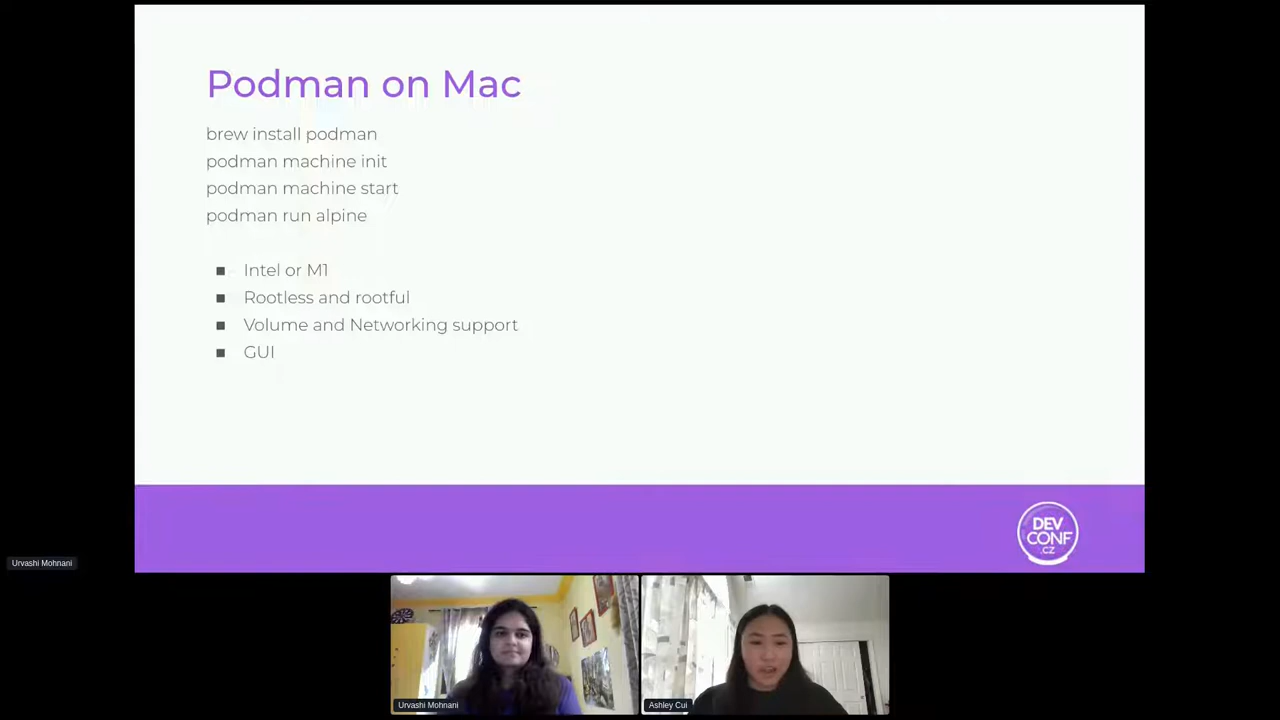 Podman on Mac
brew install podman
podman machine init
podman machine start
podman run alpine
Intel or M1
Rootless and rootful
Volume and Networking support
GUI
DEV
CONF
.CZ
Urvashi Mohnani
Urvashi Mohnani
Ashley Cui